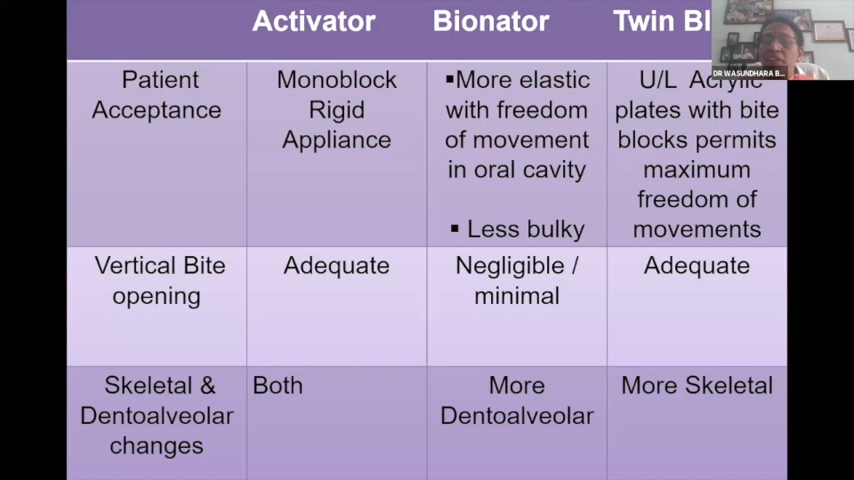 Activator Bionator Twin Bl
Patient
Acceptance
Monoblock
Rigid
Appliance
▪More elastic
with freedom
of movement
in oral cavity
▪ Less bulky
U/L Acrylic
plates with bite
blocks permits
maximum
freedom of
movements
Vertical Bite
opening
Adequate
Negligible /
minimal
Adequate
Skeletal &
Dentoalveolar
changes
Both
More
Dentoalveolar
More Skeletal
DR WASUNDHARA B...